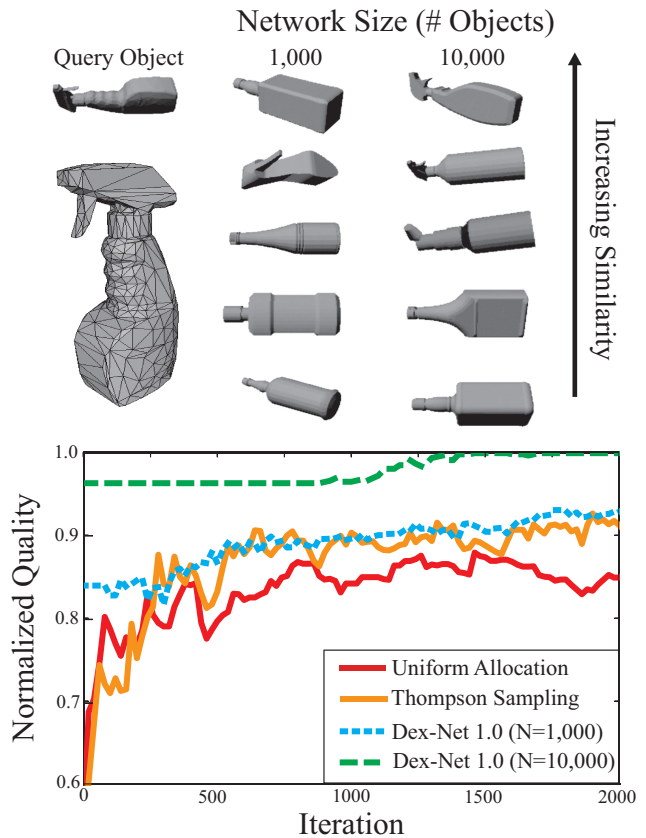 Network Size (# Objects)
Query Object
1,000
10,000
Increasing Similarity
Normalized Quality
1.0
0.9
0.8
0.7
0.6
Uniform Allocation
Thompson Sampling
Dex-Net 1.0 (N=1,000)
Dex-Net 1.0 (N=10,000)
0
500
1000
1500
2000
Iteration